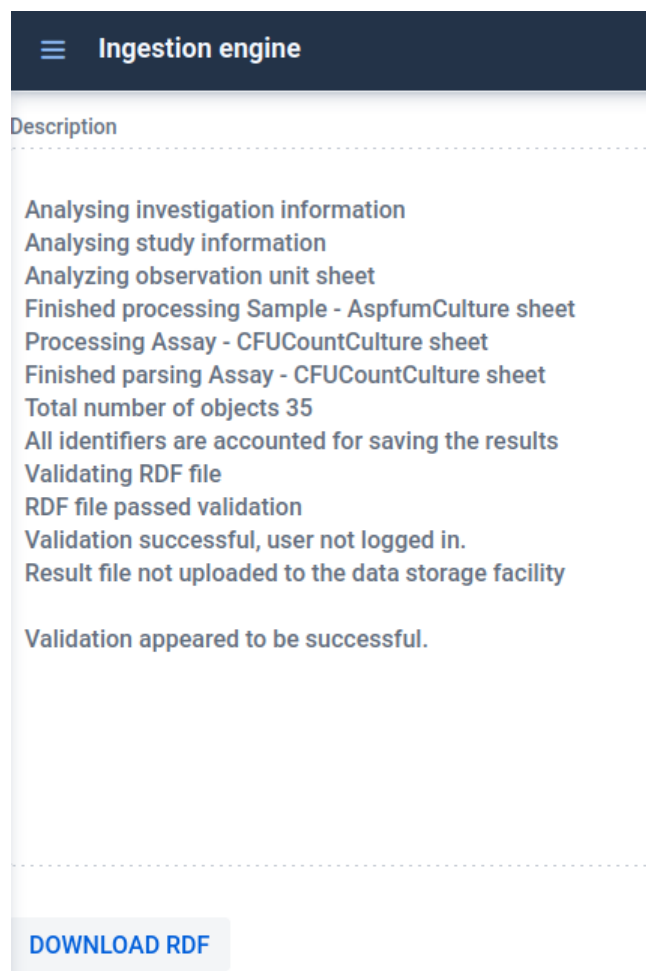 Ingestion engine
Description
Analysing investigation information
Analysing study information
Analyzing observation unit sheet
Finished processing Sample - AspfumCulture sheet
Processing Assay - CFUCountCulture sheet
Finished parsing Assay - CFUCountCulture sheet
Total number of objects 35
All identifiers are accounted for saving the results
Validating RDF file
RDF file passed validation
Validation successful, user not logged in.
Result file not uploaded to the data storage facility
Validation appeared to be successful.
DOWNLOAD RDF